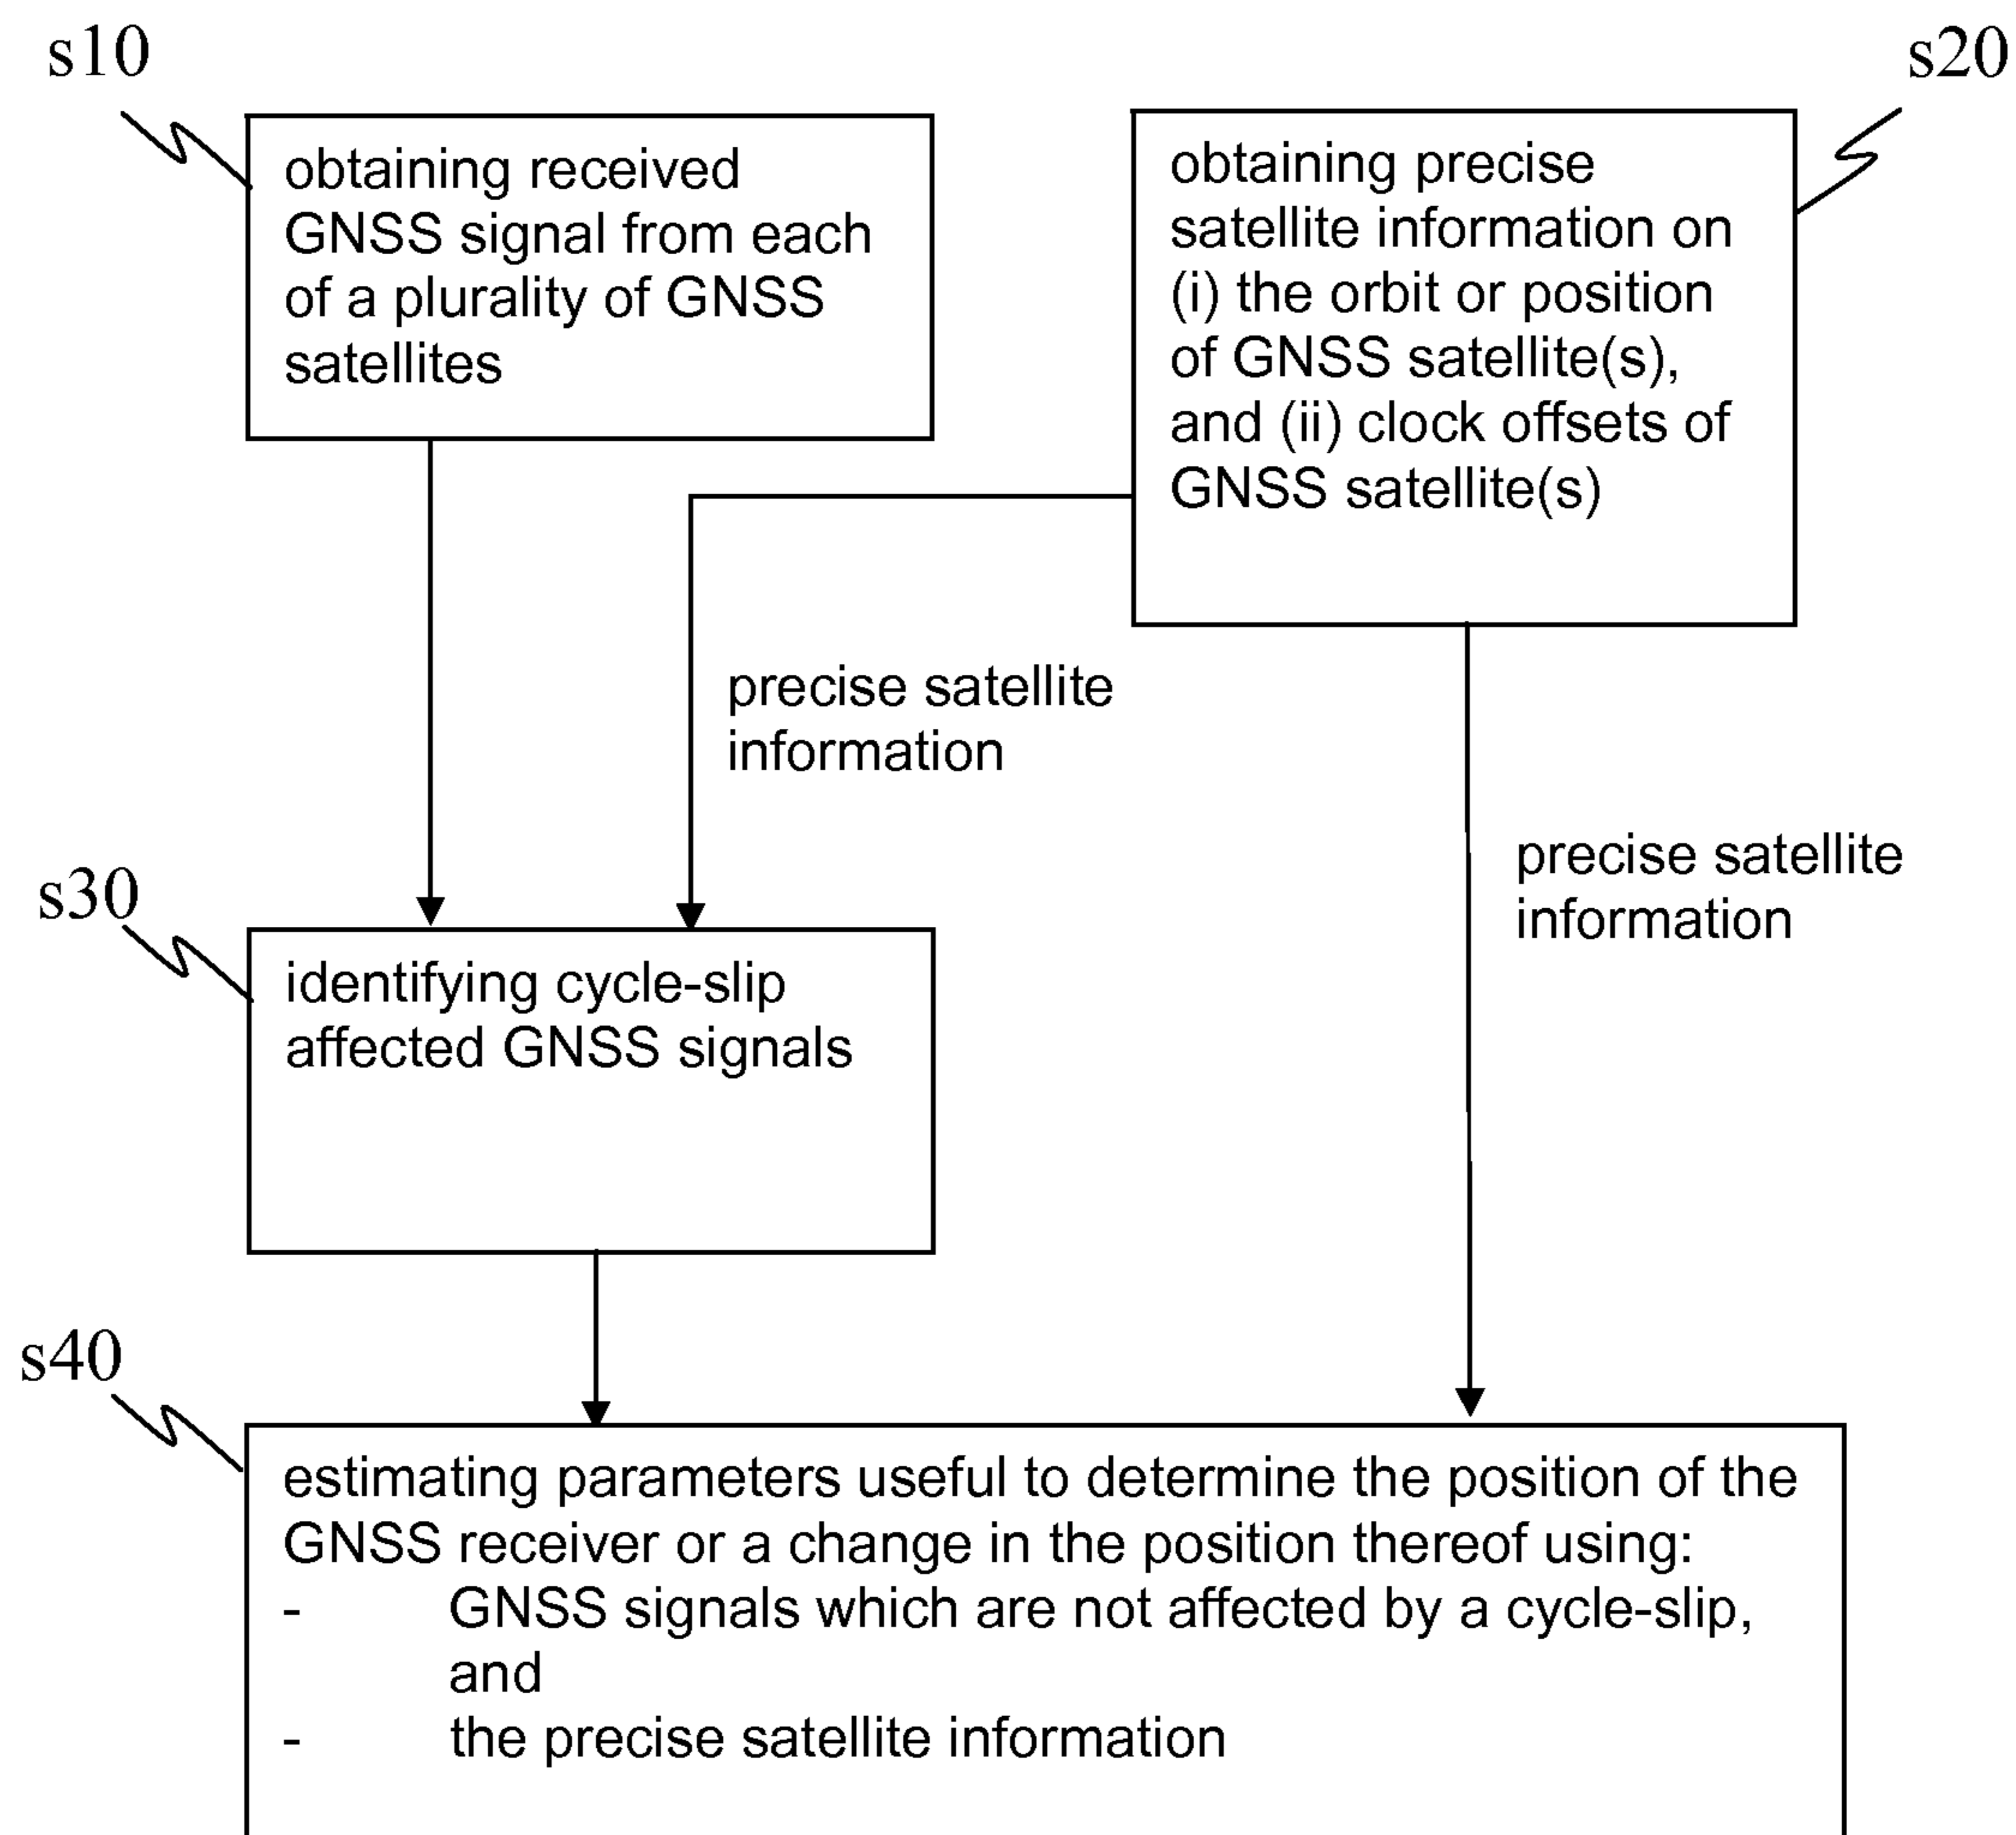 s10
s20
obtaining received
GNSS signal from each
of a plurality of GNSS
satellites
obtaining precise
satellite information on
(i) the orbit or position
of GNSS satellite(s),
and (ii) clock offsets of
GNSS satellite(s)
precise satellite
information
precise satellite
information
s30
identifying cycle-slip
affected GNSS signals
s40
estimating parameters useful to determine the position of the
GNSS receiver or a change in the position thereof using:
- GNSS signals which are not affected by a cycle-slip,
and
- the precise satellite information